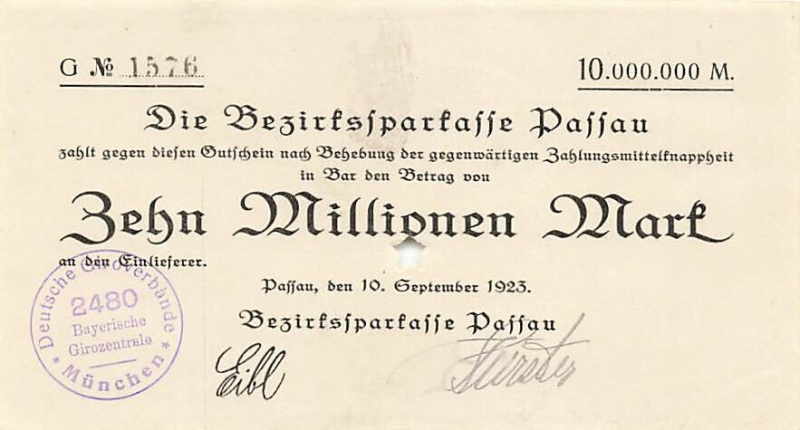 G № 1576
10.000.000 M.
Die Bezirkssparkasse Passau
zahlt gegen diesen Gutschein nach Behebung der gegenwärtigen Zahlungsmittelknappheit
in Bar den Betrag von
Zehn Millionen Mark
an den Einlieferer.
Passau, den 10. September 1923.
Bezirkssparkasse Passau
Deutsche Giroverbände
2480
Bayerische
Girozentrale
* München *
Eibl